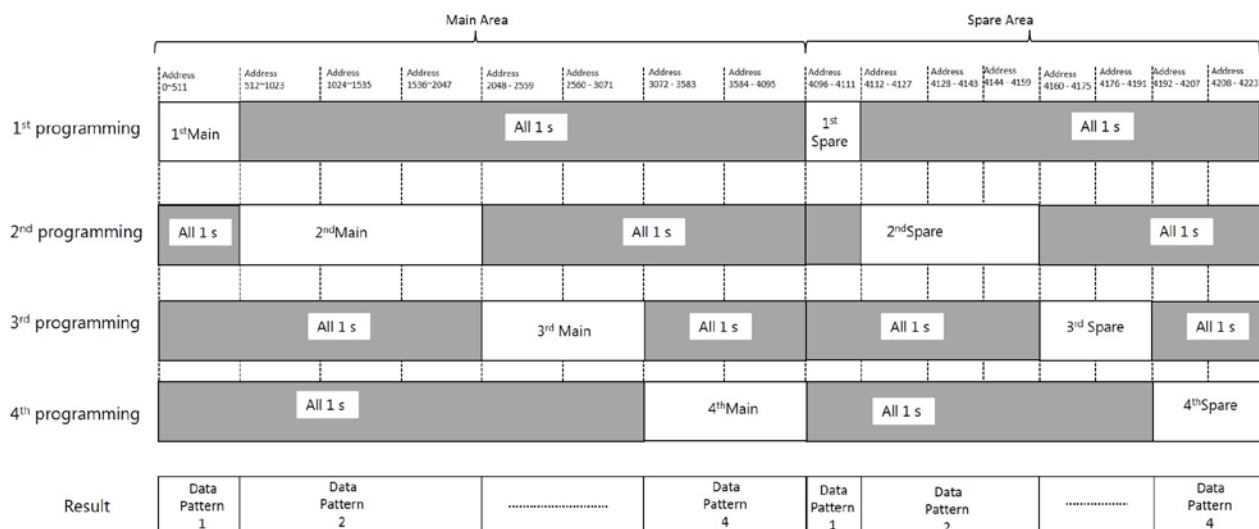 Main Area
Spare Area
Address
0~511
Address
512~1023
Address
1024~1535
Address
1536~2047
Address
2048 - 2559
Address
2560 - 3071
Address
3072 - 3583
Address
3584 - 4095
Address
4096 - 4111
Address
4112 - 4127
Address
4128 - 4143
Address
4144 - 4159
Address
4160 - 4175
Address
4176 - 4191
Address
4192 - 4207
Address
4208 - 4223
1st programming
1stMain
All 1 s
1st
Spare
All 1 s
2nd programming
All 1 s
2ndMain
All 1 s
2ndSpare
All 1 s
3rd programming
All 1 s
3rd Main
All 1 s
All 1 s
3rd Spare
All 1 s
4th programming
All 1 s
4thMain
All 1 s
4thSpare
Result
Data
Pattern
1
Data
Pattern
2
....................
Data
Pattern
4
Data
Pattern
1
Data
Pattern
2
................
Data
Pattern
4